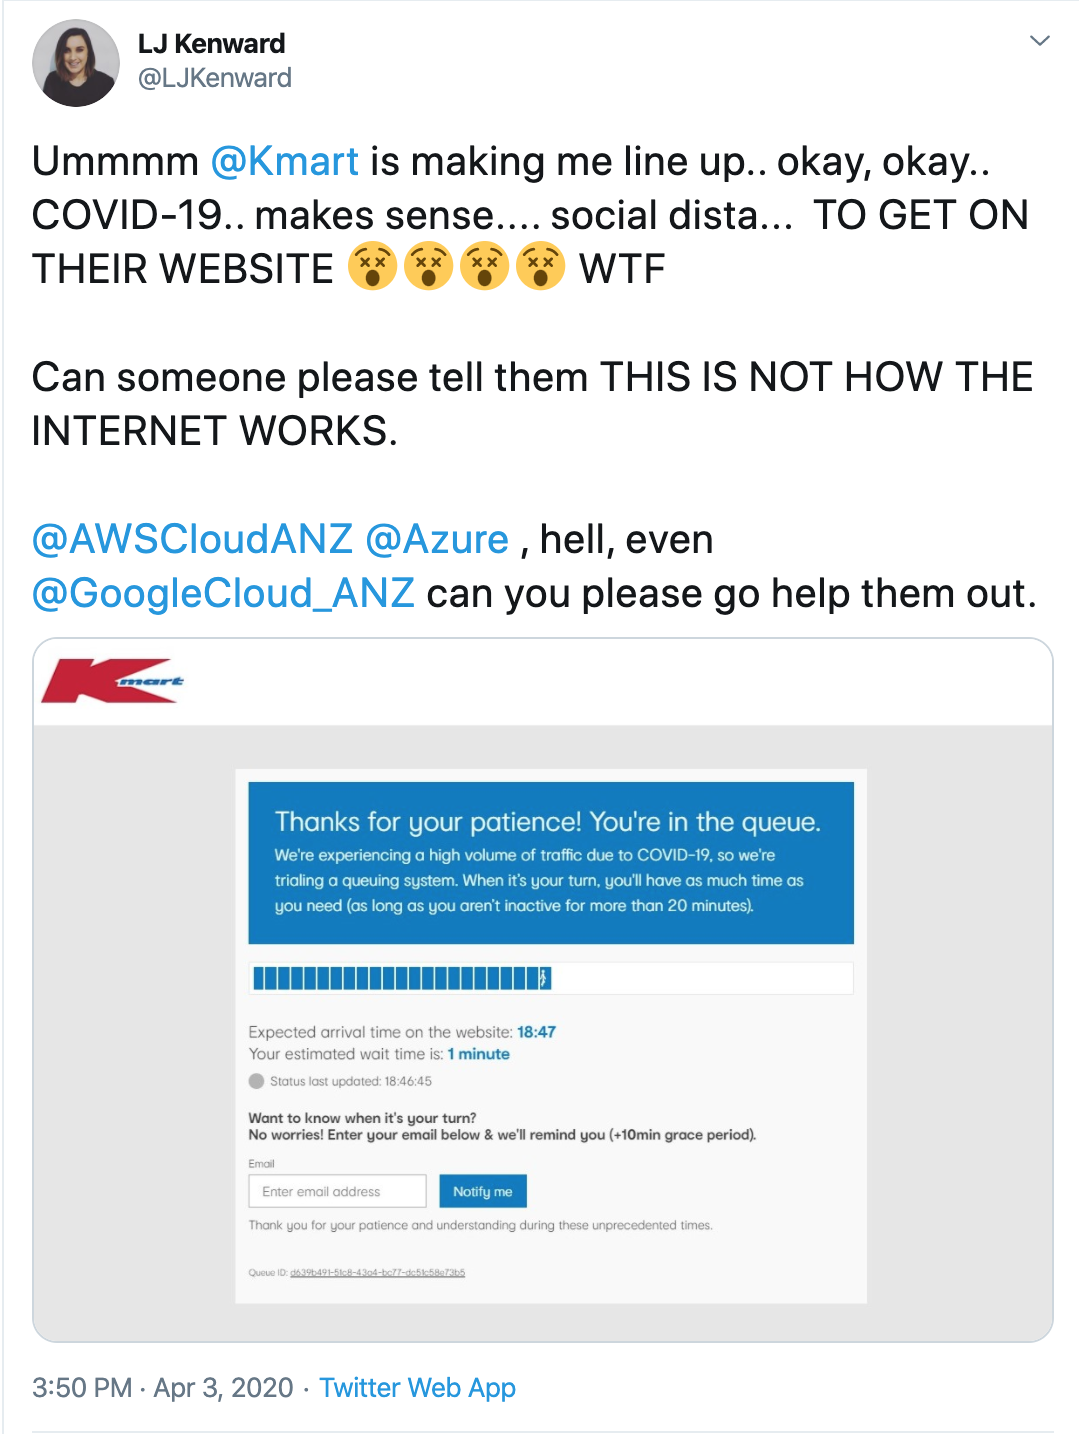 LJ Kenward
@LJKenward
Ummmm @Kmart is making me line up.. okay, okay..
COVID-19.. makes sense.... social dista... TO GET ON
THEIR WEBSITE 😵😵😵😵 WTF
Can someone please tell them THIS IS NOT HOW THE
INTERNET WORKS.
@AWSCloudANZ @Azure , hell, even
@GoogleCloud_ANZ can you please go help them out.
Kmart
Thanks for your patience! You're in the queue.
We're experiencing a high volume of traffic due to COVID-19, so we're
trialing a queuing system. When it's your turn, you'll have as much time as
you need (as long as you aren't inactive for more than 20 minutes).
Expected arrival time on the website: 18:47
Your estimated wait time is: 1 minute
Status last updated: 18:46:45
Want to know when it's your turn?
No worries! Enter your email below & we'll remind you (+10min grace period).
Email
Enter email address
Notify me
Thank you for your patience and understanding during these unprecedented times.
Queue ID: d639b491-51c8-43a4-bc77-dc51c58e73b5
3:50 PM · Apr 3, 2020 · Twitter Web App